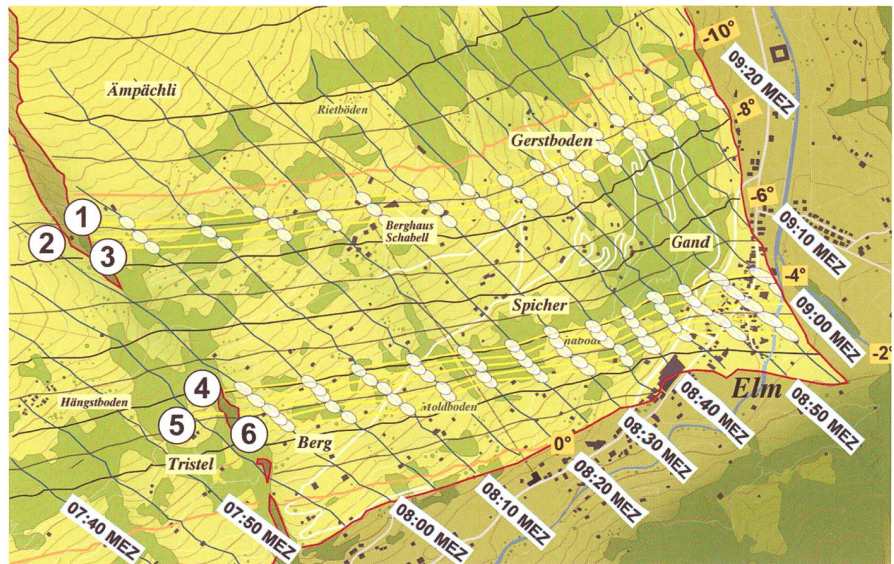 -10°
09:20 MEZ
Ämpächli
Rietböden
-8°
Gerstboden
-6°
1
2
3
Berghaus
Schabell
Gand
09:10 MEZ
-4°
Spicher
09:00 MEZ
-2°
4
Elm
Hängstboden
Moldboden
08:50 MEZ
08:40 MEZ
5
6
Berg
0°
08:30 MEZ
Tristel
08:20 MEZ
08:10 MEZ
08:00 MEZ
07:50 MEZ
07:40 MEZ